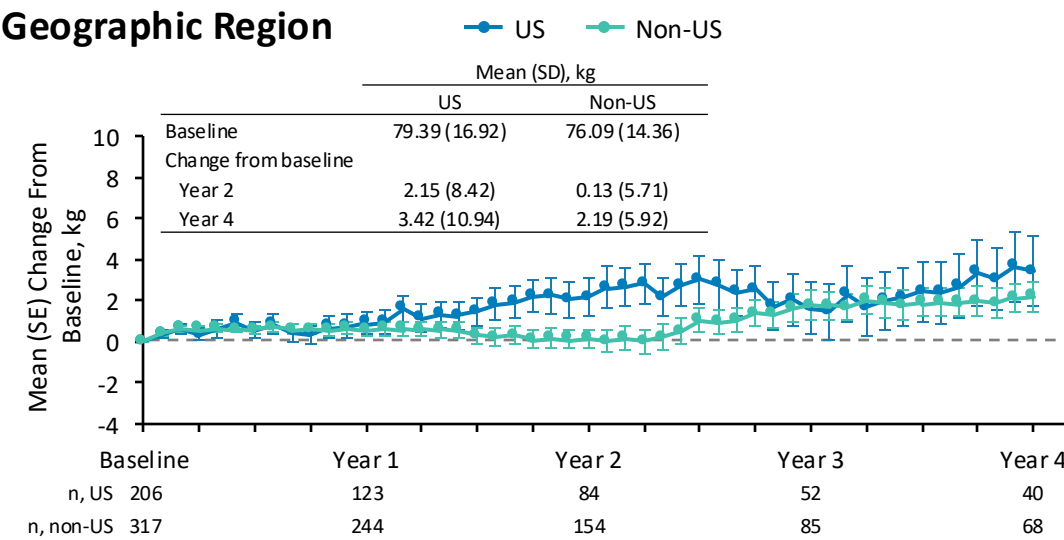 Geographic Region
US Non-US
Mean (SD), kg
US Non-US
Baseline 79.39 (16.92) 76.09 (14.36)
Change from baseline
Year 2 2.15 (8.42) 0.13 (5.71)
Year 4 3.42 (10.94) 2.19 (5.92)
Mean (SE) Change From
Baseline, kg
10
8
6
4
2
0
-2
-4
Baseline Year 1 Year 2 Year 3 Year 4
n, US 206 123 84 52 40
n, non-US 317 244 154 85 68